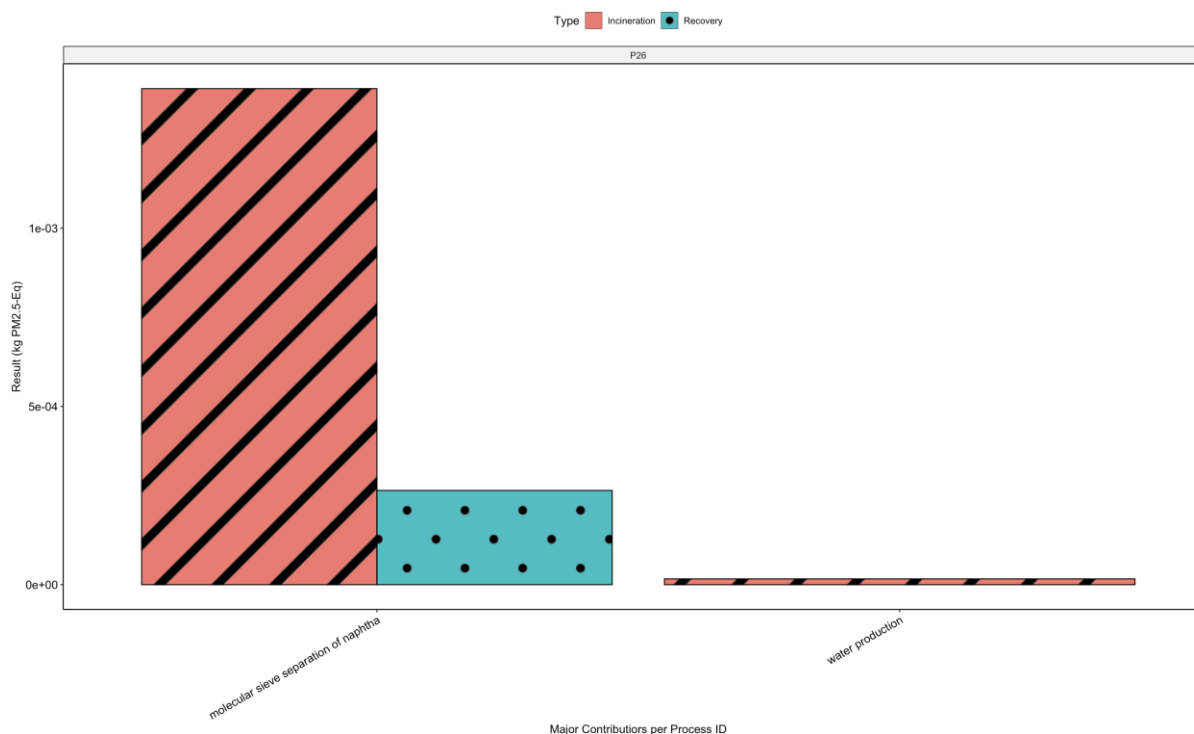 Type Incineration Recovery
P26
Result (kg PM2.5-Eq)
1e-03
5e-04
0e+00
molecular sieve separation of naphtha
water production
Major Contributiors per Process ID